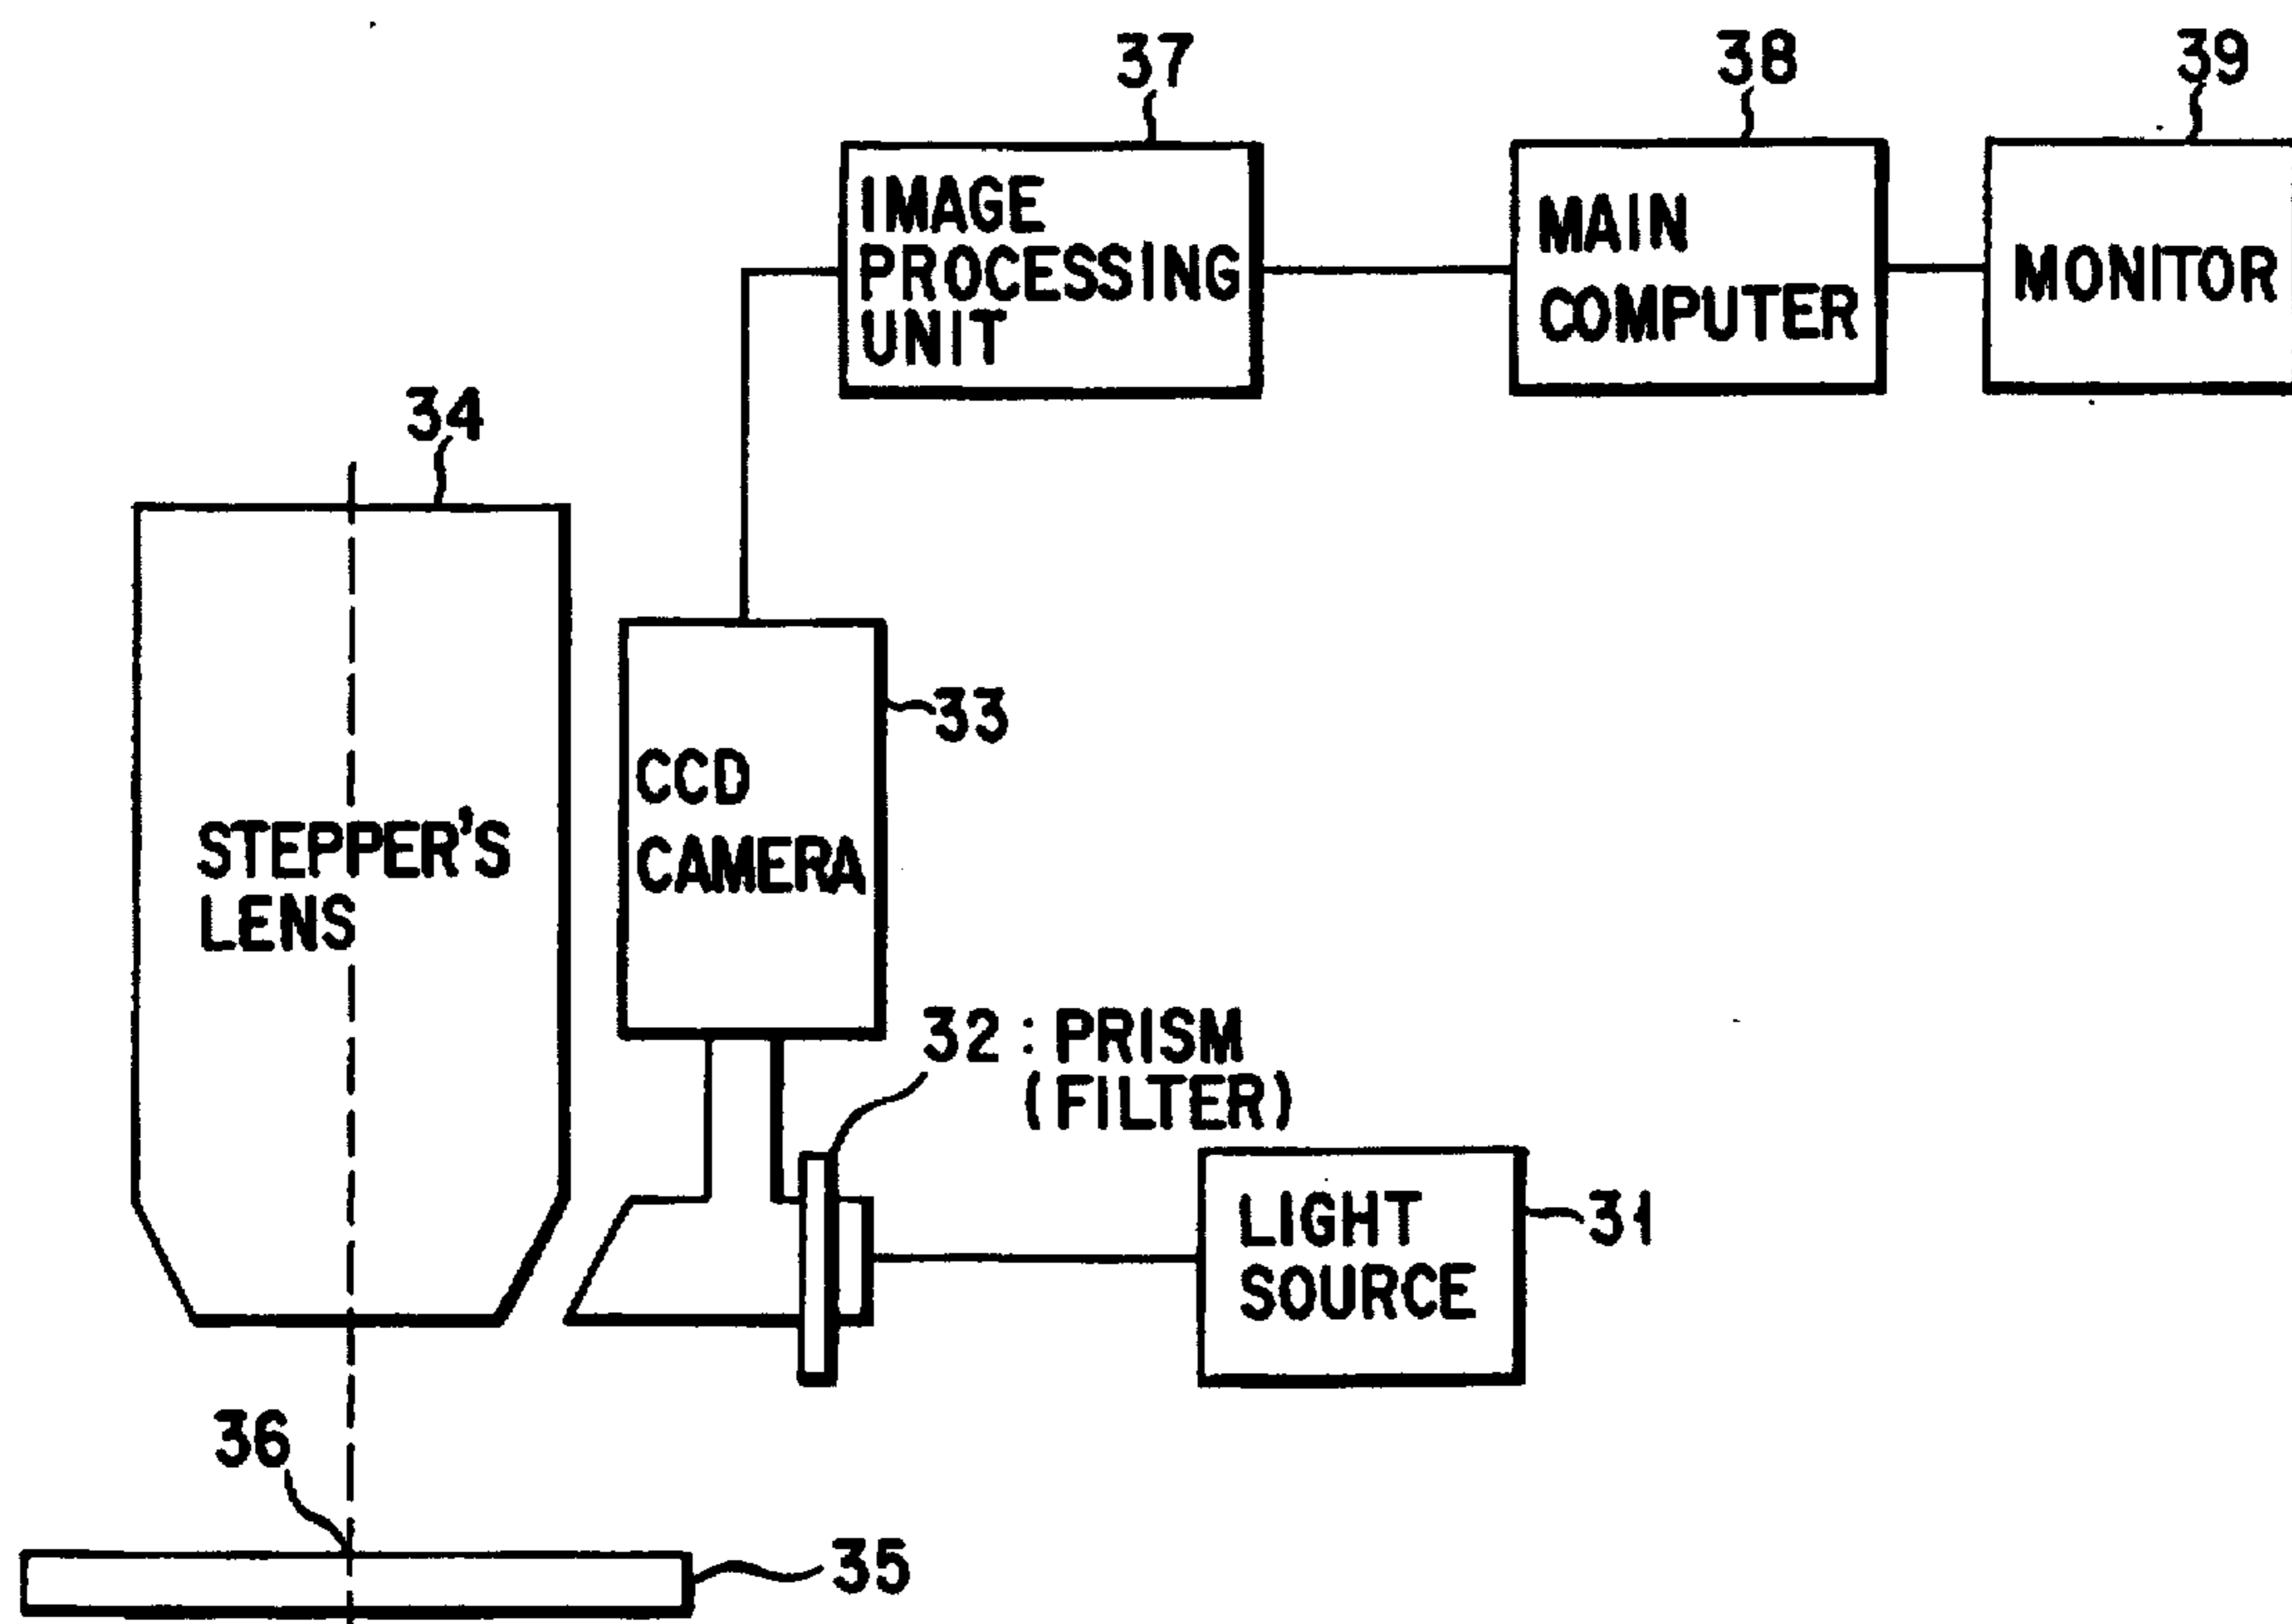 37
38
39
IMAGE
PROCESSING
UNIT
MAIN
COMPUTER
MONITOR
34
33
CCD
CAMERA
STEPPER'S
LENS
32 : PRISM
(FILTER)
LIGHT
SOURCE
31
36
35